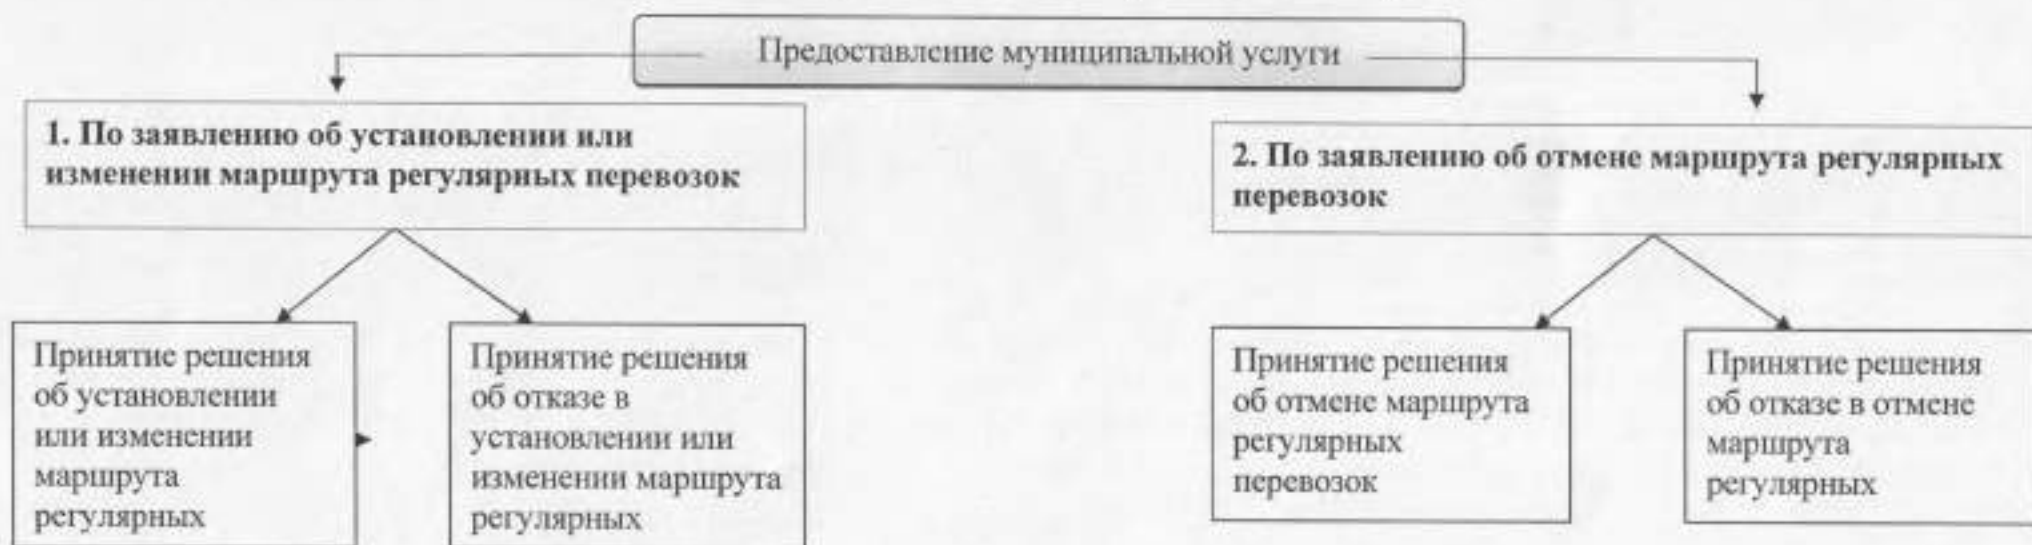 Предоставление муниципальной услуги
1. По заявлению об установлении или
изменении маршрута регулярных перевозок
2. По заявлению об отмене маршрута регулярных
перевозок
Принятие решения
об установлении
или изменении
маршрута
регулярных
Принятие решения
об отказе в
установлении или
изменении маршрута
регулярных
Принятие решения
об отмене маршрута
регулярных
перевозок
Принятие решения
об отказе в отмене
маршрута
регулярных